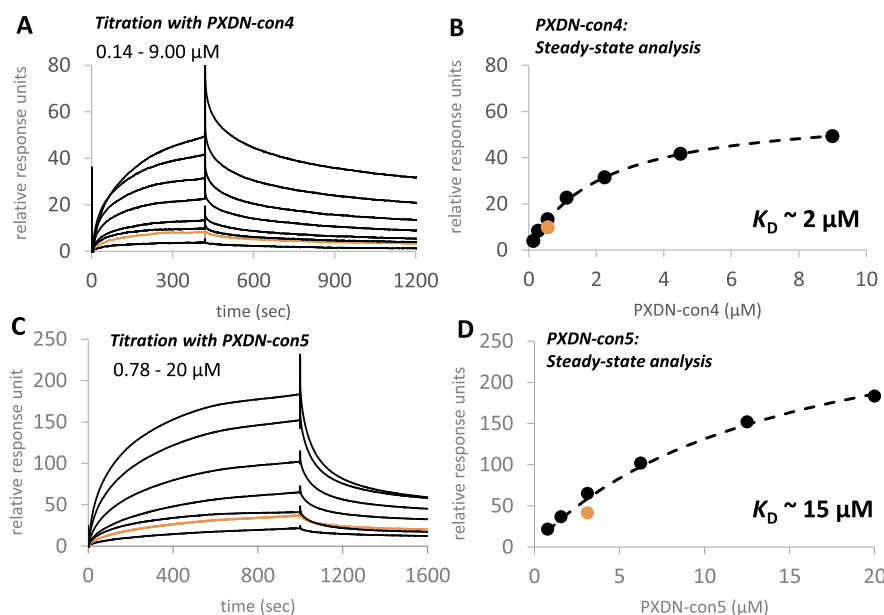 A
Titration with PXDN-con4
0.14 - 9.00 µM
relative response units
80
60
40
20
0
0 300 600 900 1200
time (sec)
B
PXDN-con4:
Steady-state analysis
relative response units
80
60
40
20
0
K_D ~ 2 µM
0 2 4 6 8 10
PXDN-con4 (µM)
C
Titration with PXDN-con5
0.78 - 20 µM
relative response unit
250
200
150
100
50
0
0 400 800 1200 1600
time (sec)
D
PXDN-con5:
Steady-state analysis
relative response units
250
200
150
100
50
0
K_D ~ 15 µM
0 5 10 15 20
PXDN-con5 (µM)